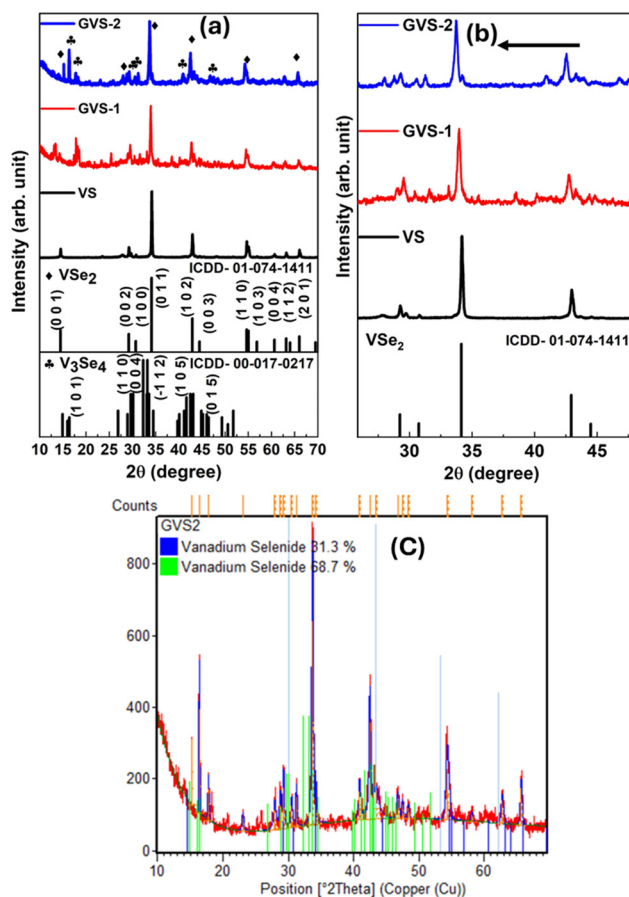 (a)
GVS-2
GVS-1
VS
ICDD- 01-074-1411
♦ VSe2
(0 0 1)
(0 0 2)
(1 0 0)
(0 1 1)
(1 0 2)
(0 0 3)
(1 1 0)
(1 0 3)
(0 0 4)
(1 1 2)
(2 0 1)
♣ V3Se4
ICDD- 00-017-0217
(1 0 1)
(1 1 0)
(0 0 4)
(-1 1 2)
(1 0 5)
(0 1 5)
Intensity (arb. unit)
10 15 20 25 30 35 40 45 50 55 60 65 70
2θ (degree)
(b)
GVS-2
GVS-1
VS
VSe2
ICDD- 01-074-1411
Intensity (arb. unit)
30 35 40 45
2θ (degree)
Counts
(C)
GVS2
Vanadium Selenide 31.3 %
Vanadium Selenide 68.7 %
800
600
400
200
0
10 20 30 40 50 60
Position [°2Theta] (Copper (Cu))